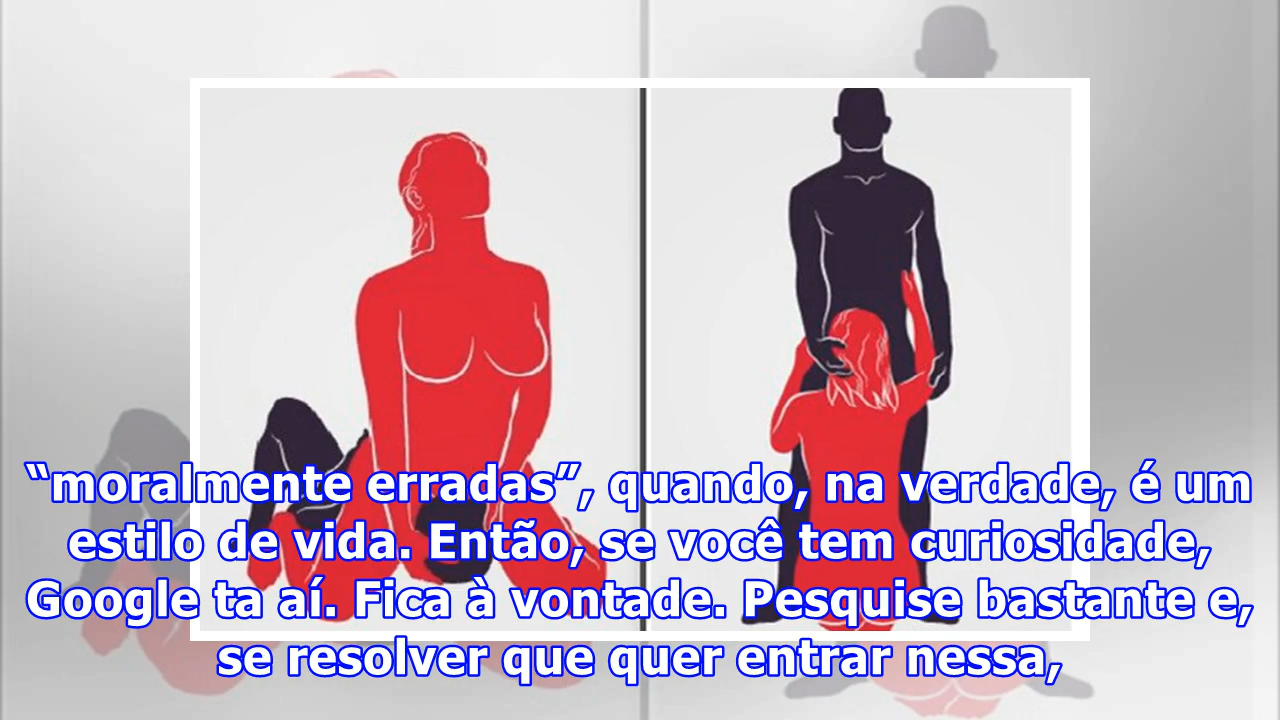 “moralmente erradas”, quando, na verdade, é um
estilo de vida. Então, se você tem curiosidade,
Google ta aí. Fica à vontade. Pesquise bastante e,
se resolver que quer entrar nessa,